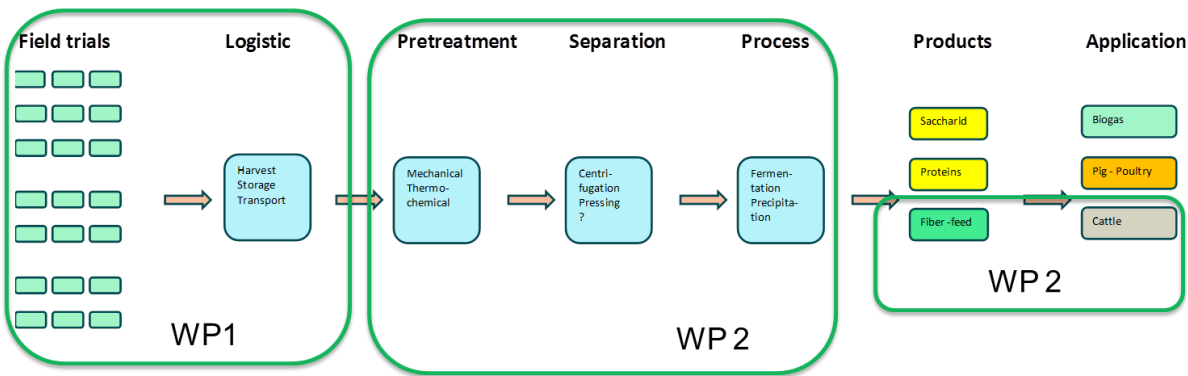 Field trials
Logistic
Pretreatment
Separation
Process
Products
Application
Harvest
Storage
Transport
Mechanical
Thermo-
chemical
Centri-
fugation
Pressing
?
Fermen-
tation
Precipita-
tion
Saccharid
Proteins
Fiber -feed
Biogas
Pig - Poultry
Cattle
WP1
WP 2
WP 2